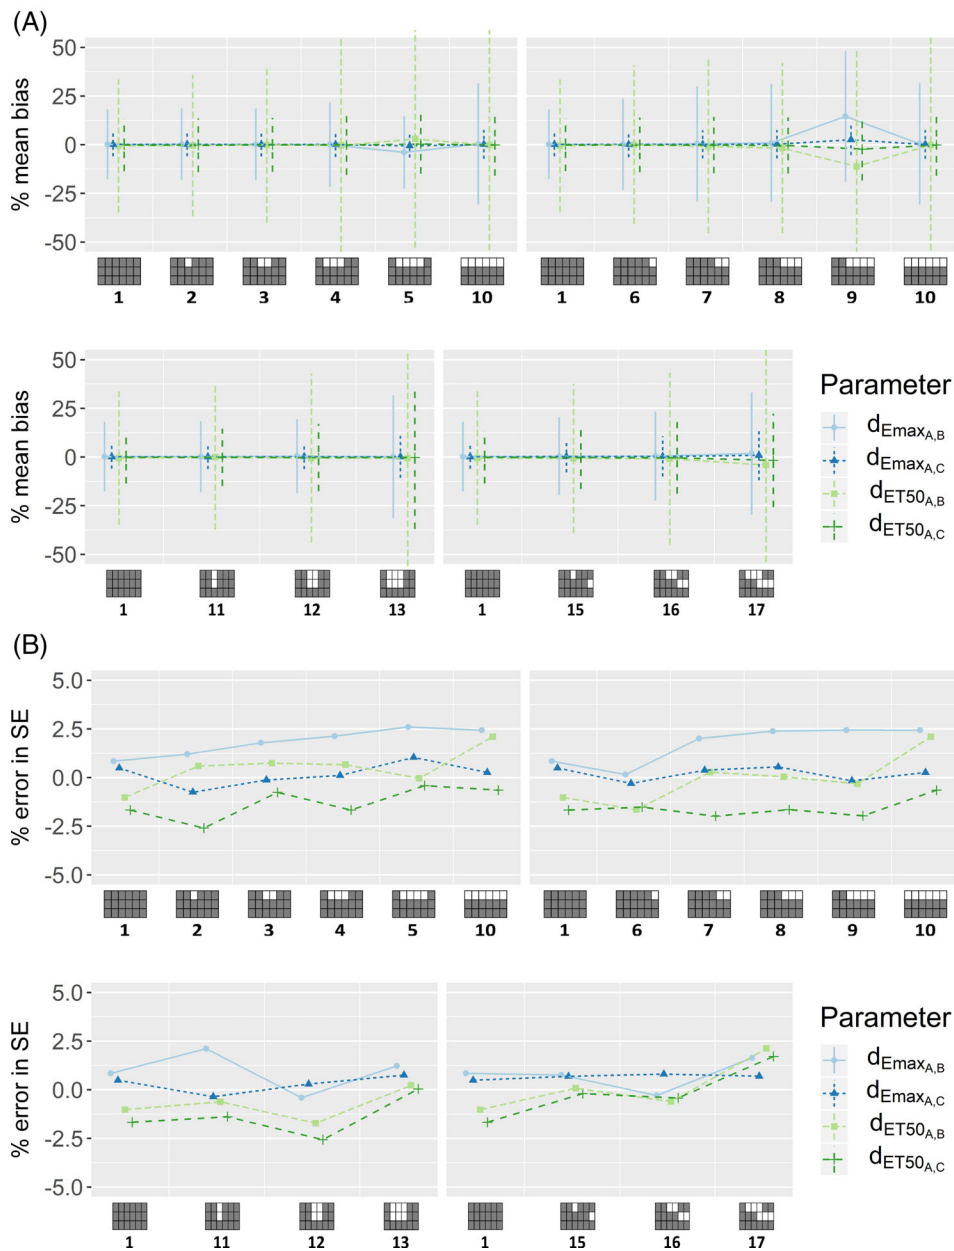 (A)
% mean bias
50
25
0
-25
-50
1 2 3 4 5 10 1 6 7 8 9 10
% mean bias
50
25
0
-25
-50
1 11 12 13 1 15 16 17
Parameter
dEmaxA,B
dEmaxA,C
dET50A,B
dET50A,C
(B)
% error in SE
5.0
2.5
0.0
-2.5
-5.0
1 2 3 4 5 10 1 6 7 8 9 10
% error in SE
5.0
2.5
0.0
-2.5
-5.0
1 11 12 13 1 15 16 17
Parameter
dEmaxA,B
dEmaxA,C
dET50A,B
dET50A,C